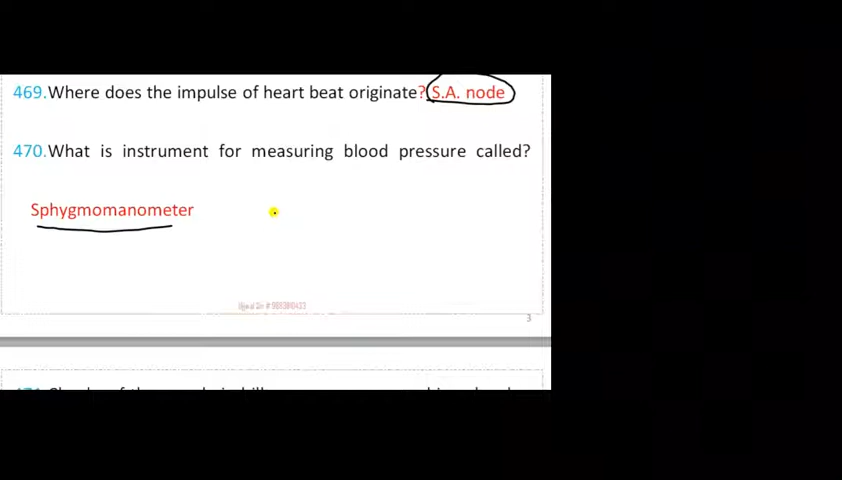 469.Where does the impulse of heart beat originate? S.A. node
470.What is instrument for measuring blood pressure called?
Sphygmomanometer
3